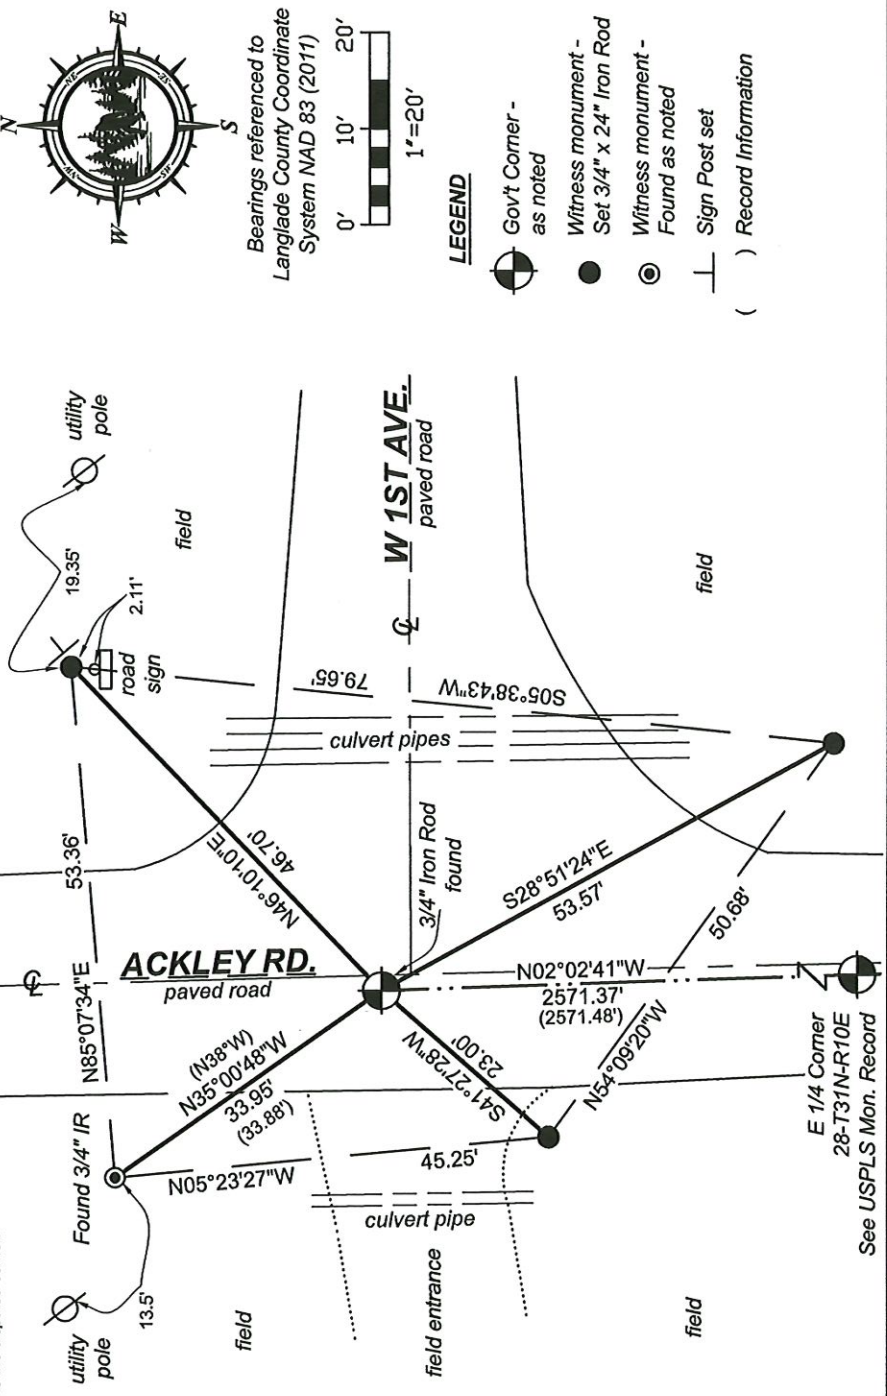 N
E
S
W
NE
SE
SW
NW
Bearings referenced to
Langlade County Coordinate
System NAD 83 (2011)
0' 10' 20'
1"=20'
LEGEND
Gov't Corner -
as noted
Witness monument -
Set 3/4" x 24" Iron Rod
Witness monument -
Found as noted
Sign Post set
( ) Record Information
utility
pole
19.35'
2.11'
field
road
sign
W 1ST AVE.
paved road
CL
field
79.65'
S05°38'43"W
culvert pipes
53.36'
N85°07'34"E
N46°10'10"E
46.70'
3/4" Iron Rod
found
S28°51'24"E
53.57'
50.68'
N54°09'20"W
CL
ACKLEY RD.
paved road
N02°02'41"W
2571.37'
(2571.48')
(N38°W)
N35°00'48"W
33.95'
(33.88')
S41°27'28"W
23.00'
E 1/4 Corner
28-T31N-R10E
See USPLS Mon. Record
Found 3/4" IR
N05°23'27"W
45.25'
culvert pipe
13.5'
utility
pole
field
field entrance
field